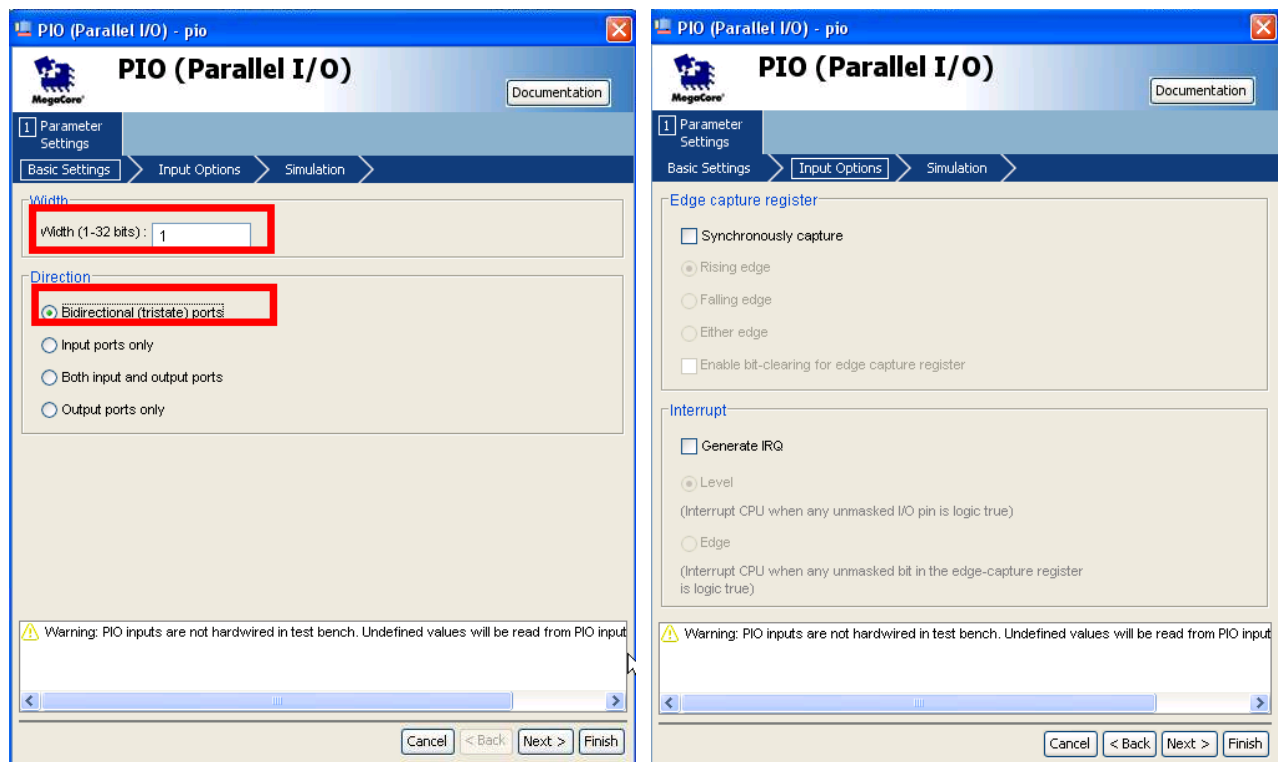 PIO (Parallel I/O) - pio
PIO (Parallel I/O)
MegaCore'
Documentation
1 Parameter
Settings
Basic Settings
Input Options
Simulation
Width
Width (1-32 bits) : 1
Direction
Bidirectional (tristate) ports
Input ports only
Both input and output ports
Output ports only
Warning: PIO inputs are not hardwired in test bench. Undefined values will be read from PIO input
Cancel
< Back
Next >
Finish
PIO (Parallel I/O) - pio
PIO (Parallel I/O)
MegaCore'
Documentation
1 Parameter
Settings
Basic Settings
Input Options
Simulation
Edge capture register
Synchronously capture
Rising edge
Falling edge
Either edge
Enable bit-clearing for edge capture register
Interrupt
Generate IRQ
Level
(Interrupt CPU when any unmasked I/O pin is logic true)
Edge
(Interrupt CPU when any unmasked bit in the edge-capture register
is logic true)
Warning: PIO inputs are not hardwired in test bench. Undefined values will be read from PIO input
Cancel
< Back
Next >
Finish